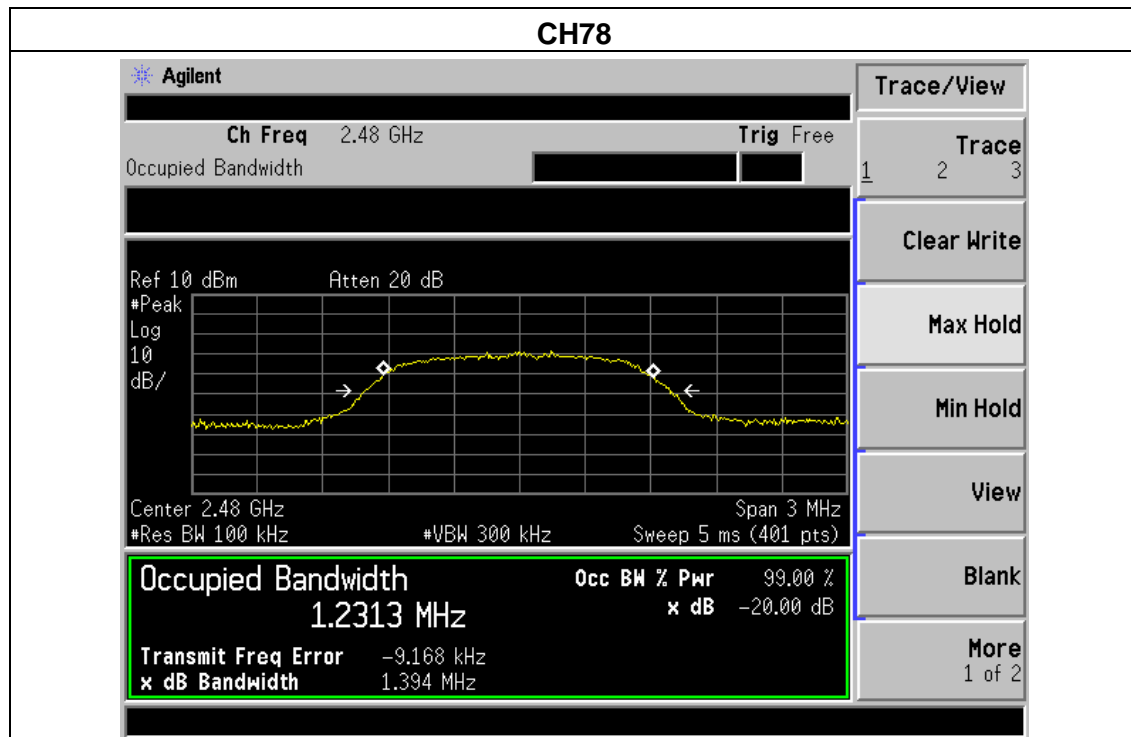 CH78
Agilent
Trace/View
Ch Freq 2.48 GHz Trig Free
Occupied Bandwidth
Trace
1 2 3
Clear Write
Ref 10 dBm Atten 20 dB
#Peak
Log
10
dB/
Max Hold
Min Hold
View
Center 2.48 GHz Span 3 MHz
#Res BW 100 kHz #VBW 300 kHz Sweep 5 ms (401 pts)
Occupied Bandwidth
1.2313 MHz
Occ BW % Pwr 99.00 %
x dB -20.00 dB
Transmit Freq Error -9.168 kHz
x dB Bandwidth 1.394 MHz
Blank
More
1 of 2